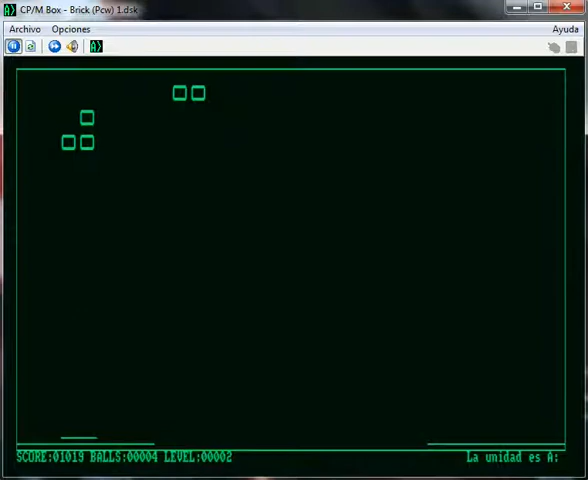 CP/M Box - Brick (Pcw) 1.dsk
Archivo Opciones Ayuda
A>
SCORE:01019 BALLS:00004 LEVEL:00002 La unidad es A: